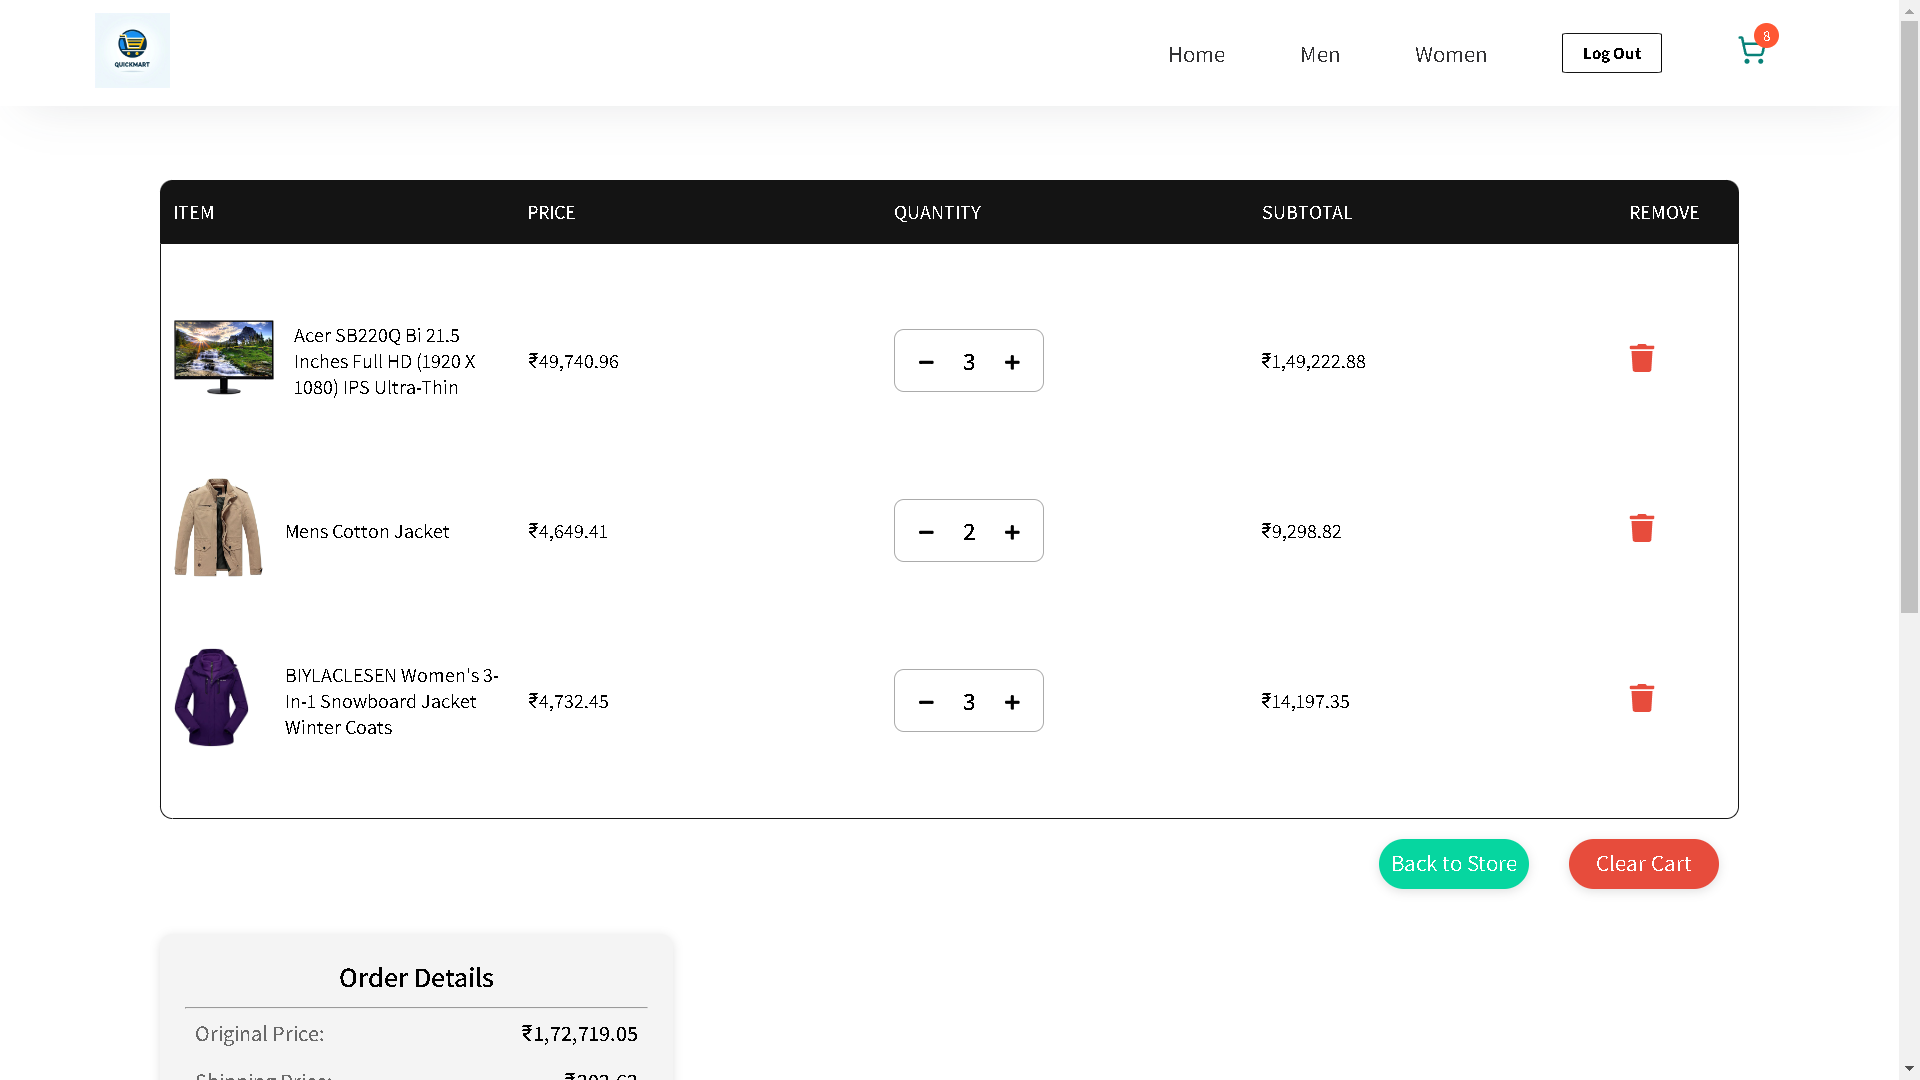 QUICKMART
Home
Men
Women
Log Out
8
ITEM
PRICE
QUANTITY
SUBTOTAL
REMOVE
Acer SB220Q Bi 21.5
Inches Full HD (1920 X
1080) IPS Ultra-Thin
₹49,740.96
3
₹1,49,222.88
Mens Cotton Jacket
₹4,649.41
2
₹9,298.82
BIYLACLESEN Women's 3-
In-1 Snowboard Jacket
Winter Coats
₹4,732.45
3
₹14,197.35
Back to Store
Clear Cart
Order Details
Original Price:
₹1,72,719.05
Shipping Price: